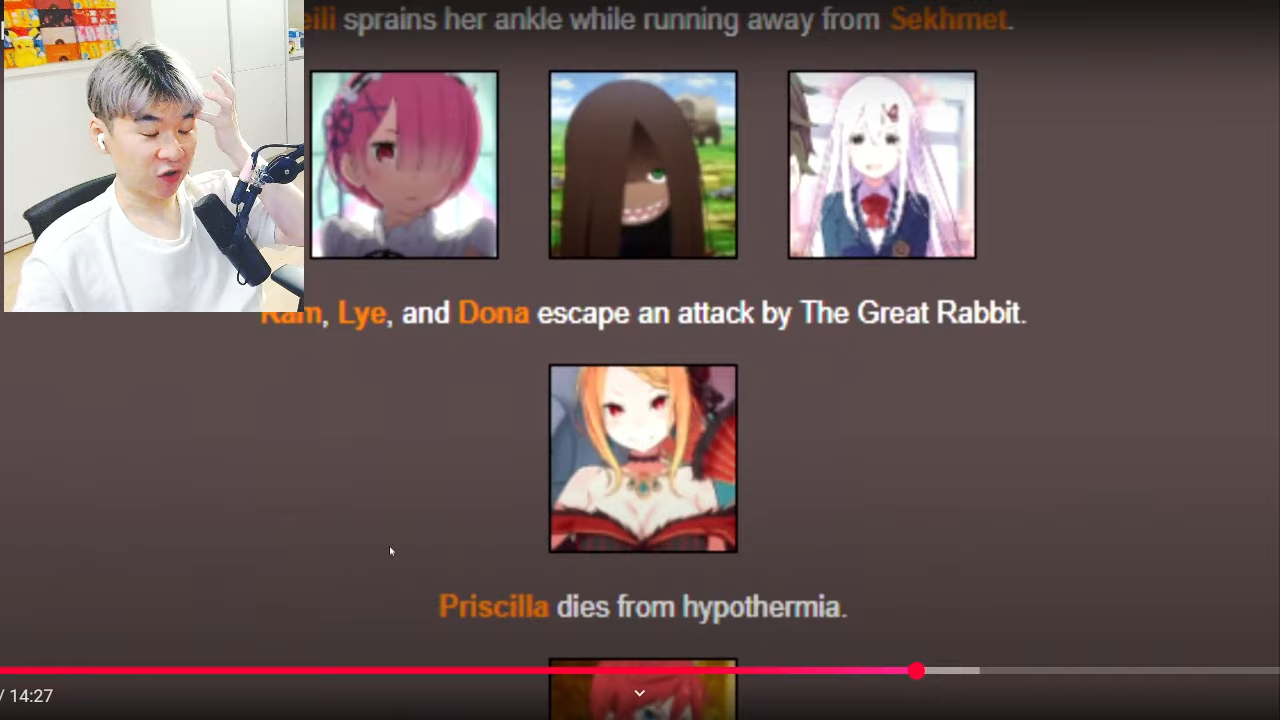 sprains her ankle while running away from Sekhmet.
Ram, Lye, and Dona escape an attack by The Great Rabbit.
Priscilla dies from hypothermia.
/ 14:27